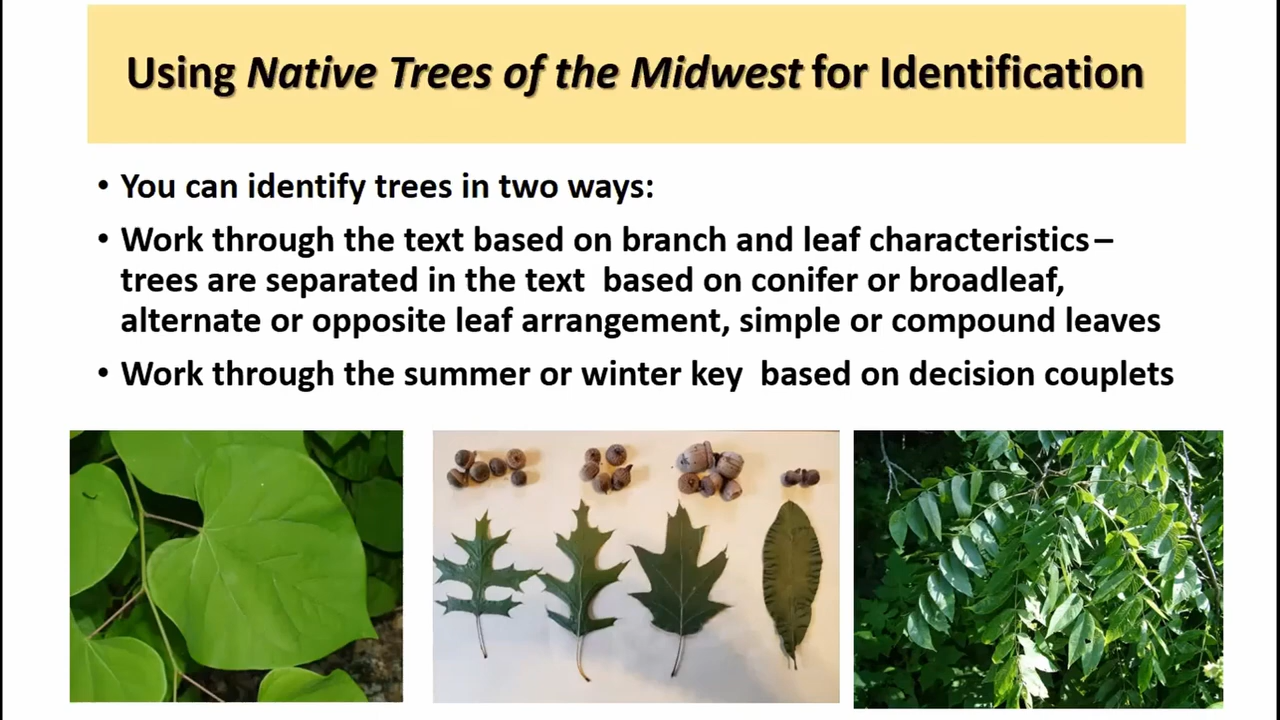 Using Native Trees of the Midwest for Identification
• You can identify trees in two ways:
• Work through the text based on branch and leaf characteristics –
trees are separated in the text  based on conifer or broadleaf,
alternate or opposite leaf arrangement, simple or compound leaves
• Work through the summer or winter key  based on decision couplets